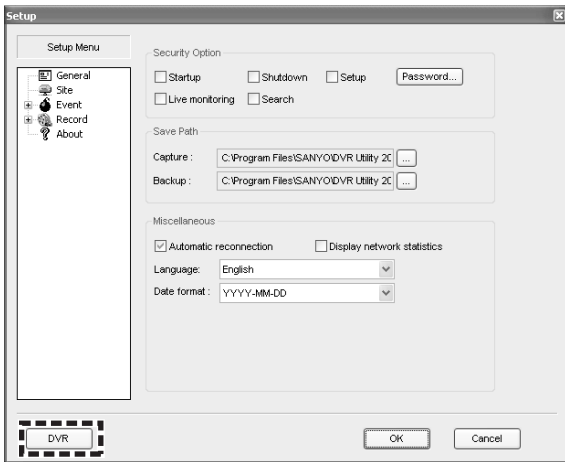 Setup
Setup Menu
General
Site
Event
Record
About
Security Option
Startup Shutdown Setup Password...
Live monitoring Search
Save Path
Capture : C:\Program Files\SANYO\DVR Utility 20 ...
Backup : C:\Program Files\SANYO\DVR Utility 20 ...
Miscellaneous
Automatic reconnection Display network statistics
Language: English
Date format : YYYY-MM-DD
DVR OK Cancel